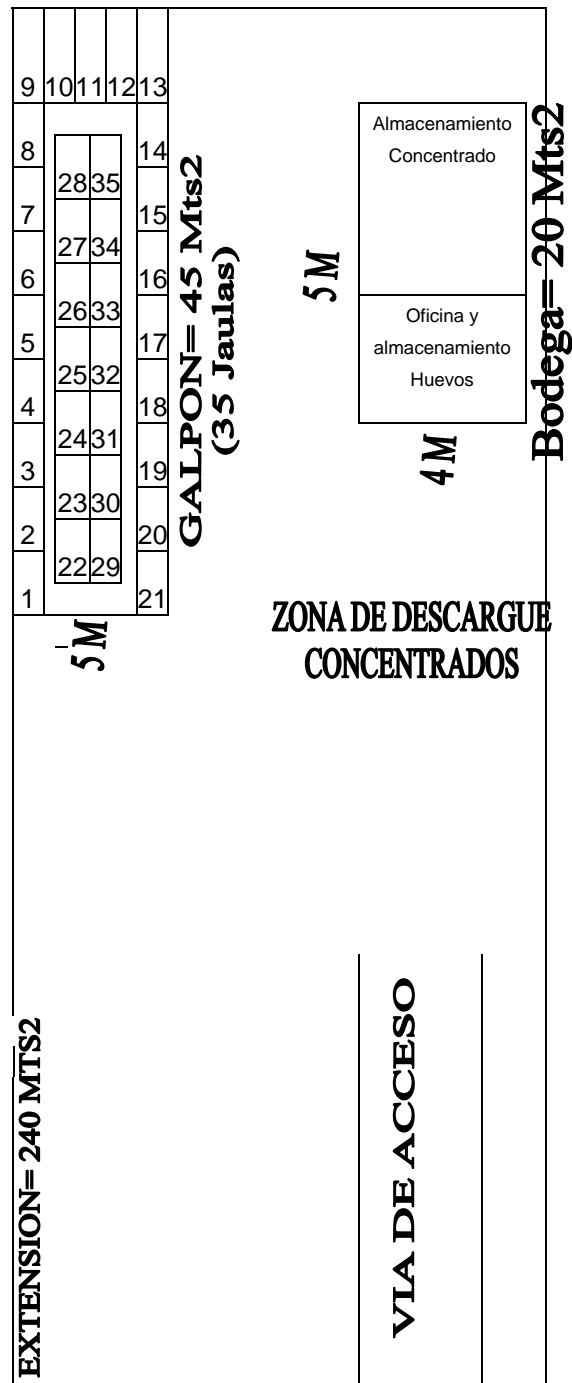 9 10 11 12 13
8 14
28 35
7 15
27 34
6 16
26 33
5 17
25 32
4 18
24 31
3 19
23 30
2 20
22 29
1 21
GALPON= 45 Mts2
(35 Jaulas)
5 M
Almacenamiento
Concentrado
Oficina y
almacenamiento
Huevos
5 M
4 M
Bodega= 20 Mts2
ZONA DE DESCARGUE
CONCENTRADOS
EXTENSION= 240 MTS2
VIA DE ACCESO